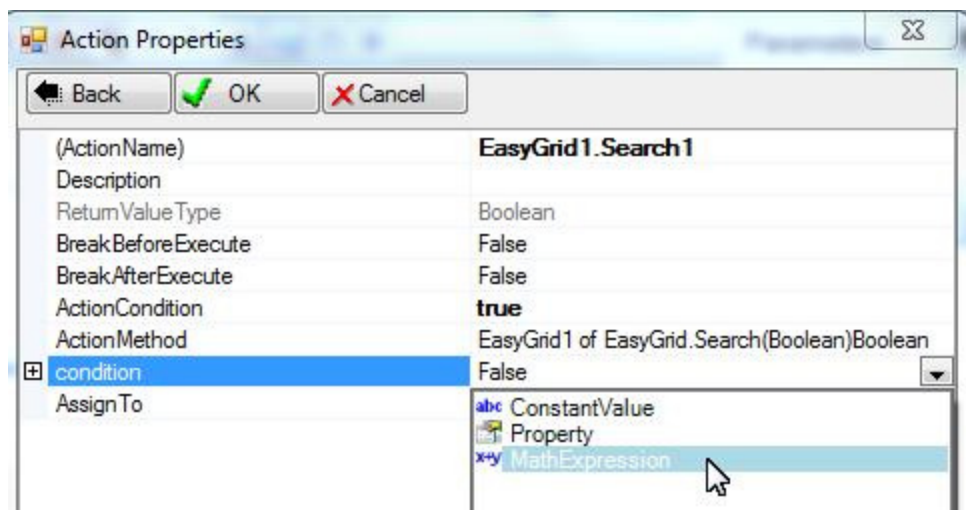 Action Properties
Back OK Cancel
(ActionName) EasyGrid1.Search1
Description
ReturnValueType Boolean
BreakBeforeExecute False
BreakAfterExecute False
ActionCondition true
ActionMethod EasyGrid1 of EasyGrid.Search(Boolean)Boolean
condition False
AssignTo
abc ConstantValue
Property
x+y MathExpression